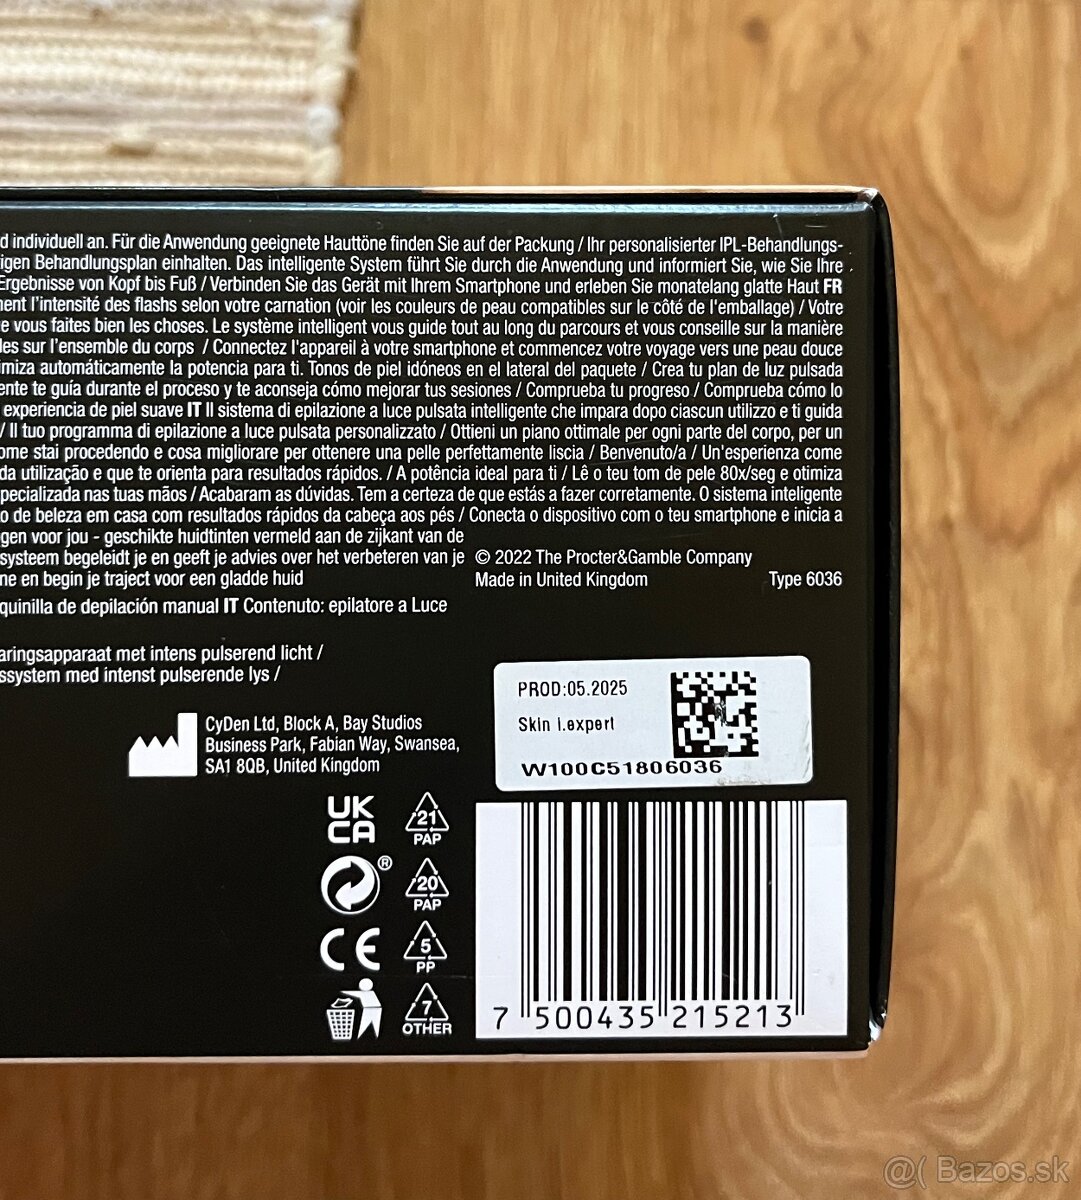 d individuell an. Für die Anwendung geeignete Hauttöne finden Sie auf der Packung / Ihr personalisierter IPL-Behandlungs-
igen Behandlungsplan einhalten. Das intelligente System führt Sie durch die Anwendung und informiert Sie, wie Sie Ihre
Ergebnisse von Kopf bis Fuß / Verbinden Sie das Gerät mit Ihrem Smartphone und erleben Sie monatelang glatte Haut FR
nent l'intensité des flashs selon votre carnation (voir les couleurs de peau compatibles sur le côté de l'emballage) / Votre
e vous faites bien les choses. Le système intelligent vous guide tout au long du parcours et vous conseille sur la manière
les sur l'ensemble du corps / Connectez l'appareil à votre smartphone et commencez votre voyage vers une peau douce
imiza automáticamente la potencia para ti. Tonos de piel idóneos en el lateral del paquete / Crea tu plan de luz pulsada
ente te guía durante el proceso y te aconseja cómo mejorar tus sesiones / Comprueba tu progreso / Comprueba cómo lo
experiencia de piel suave IT Il sistema di epilazione a luce pulsata intelligente che impara dopo ciascun utilizzo e ti guida
/ Il tuo programma di epilazione a luce pulsata personalizzato / Ottieni un piano ottimale per ogni parte del corpo, per un
ome stai procedendo e cosa migliorare per ottenere una pelle perfettamente liscia / Benvenuto/a / Un'esperienza come
da utilização e que te orienta para resultados rápidos. / A potência ideal para ti / Lê o teu tom de pele 80x/seg e otimiza
pecializada nas tuas mãos / Acabaram as dúvidas. Tem a certeza de que estás a fazer corretamente. O sistema inteligente
o de beleza em casa com resultados rápidos da cabeça aos pés / Conecta o dispositivo com o teu smartphone e inicia a
gen voor jou - geschikte huidtinten vermeld aan de zijkant van de
systeem begeleidt je en geeft je advies over het verbeteren van je
ne en begin je traject voor een gladde huid
© 2022 The Procter&Gamble Company
Made in United Kingdom Type 6036
quinilla de depilación manual IT Contenuto: epilatore a Luce
aringsapparaat met intens pulserend licht /
ssystem med intenst pulserende lys /
CyDen Ltd, Block A, Bay Studios
Business Park, Fabian Way, Swansea,
SA1 8QB, United Kingdom
PROD:05.2025
Skin i.expert
W100C51806036
UK
CA
21
PAP
®
20
PAP
CE
5
PP
7
OTHER
7 500435 215213
@( Bazos.sk